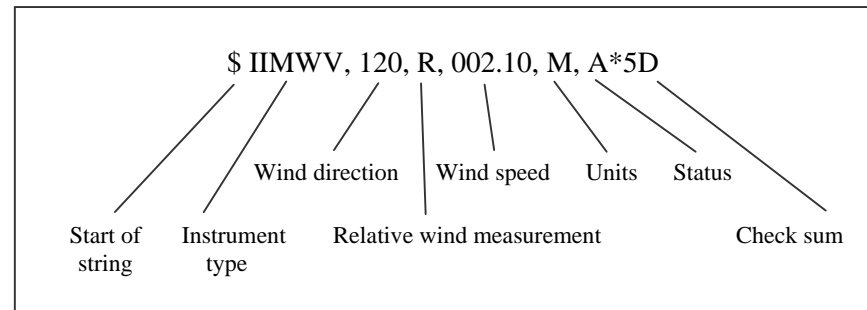 $ IIMWV, 120, R, 002.10, M, A*5D
Wind direction Wind speed Units Status
Start of string Instrument type Relative wind measurement Check sum